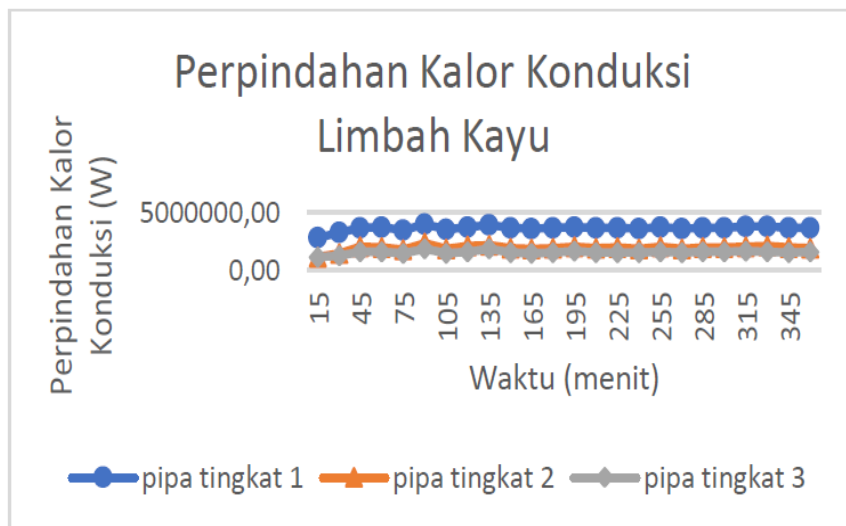 Perpindahan Kalor Konduksi
Limbah Kayu
Perpindahan Kalor
Konduksi (W)
5000000,00
0,00
15
45
75
105
135
165
195
225
255
285
315
345
Waktu (menit)
pipa tingkat 1
pipa tingkat 2
pipa tingkat 3